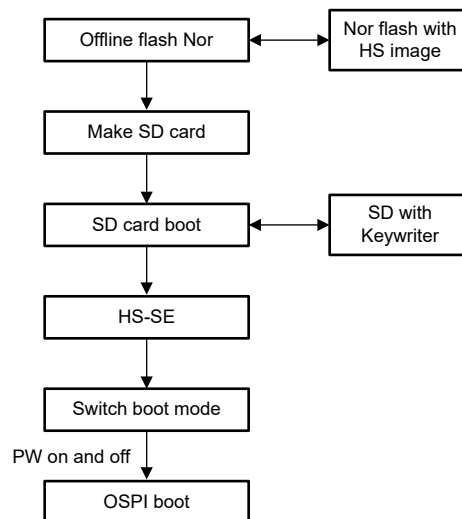 Offline flash Nor
Nor flash with
HS image
Make SD card
SD card boot
SD with
Keywriter
HS-SE
Switch boot mode
PW on and off
OSPI boot